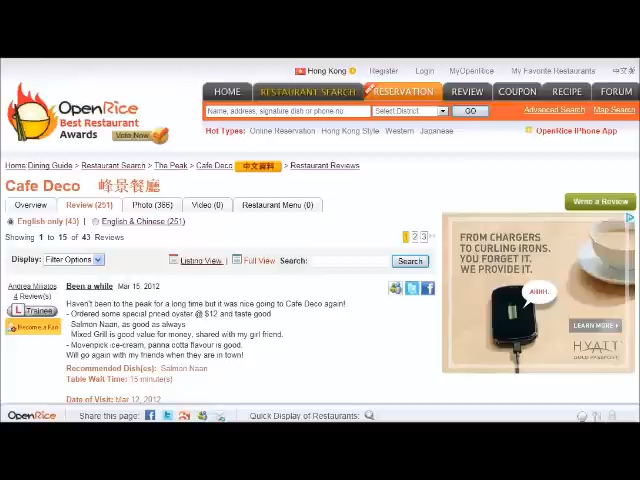 Hong Kong
Register
Login
MyOpenRice
My Favorite Restaurants
OpenRice
Best Restaurant
Awards
Vote Now
HOME
RESTAURANT SEARCH
RESERVATION
REVIEW
COUPON
RECIPE
FORUM
Name, address, signature dish or phone no.
Select District
GO
Advanced Search
Map Search
Hot Types: Online Reservation Hong Kong Style Western Japanese
OpenRice iPhone App
Home Dining Guide > Restaurant Search > The Peak > Cafe Deco 中文資料 > Restaurant Reviews
Cafe Deco 峰景餐廳
Overview
Review (251)
Photo (366)
Video (0)
Restaurant Menu (0)
Write a Review
English only (43) | English & Chinese (251)
Showing 1 to 15 of 43 Reviews
1 2 3
Display: Filter Options
Listing View | Full View
Search:
Search
FROM CHARGERS
TO CURLING IRONS.
YOU FORGET IT.
WE PROVIDE IT.
AHHH.
LEARN MORE
HYATT
GOLD PASSPORT
4 Review(s)
L Trainee
Become a Fan
Been a while Mar 15, 2012
Haven't been to the peak for a long time but it was nice going to Cafe Deco again!
- Ordered some special priced oyster @ $12 and taste good
- Salmon Naan, as good as always
- Mixed Grill is good value for money, shared with my girl friend.
- Movenpick ice-cream, panna cotta flavour is good.
Will go again with my friends when they are in town!
Recommended Dish(es): Salmon Naan
Table Wait Time: 15 minute(s)
Date of Visit: Mar 12, 2012
OpenRice
Share this page:
Quick Display of Restaurants: